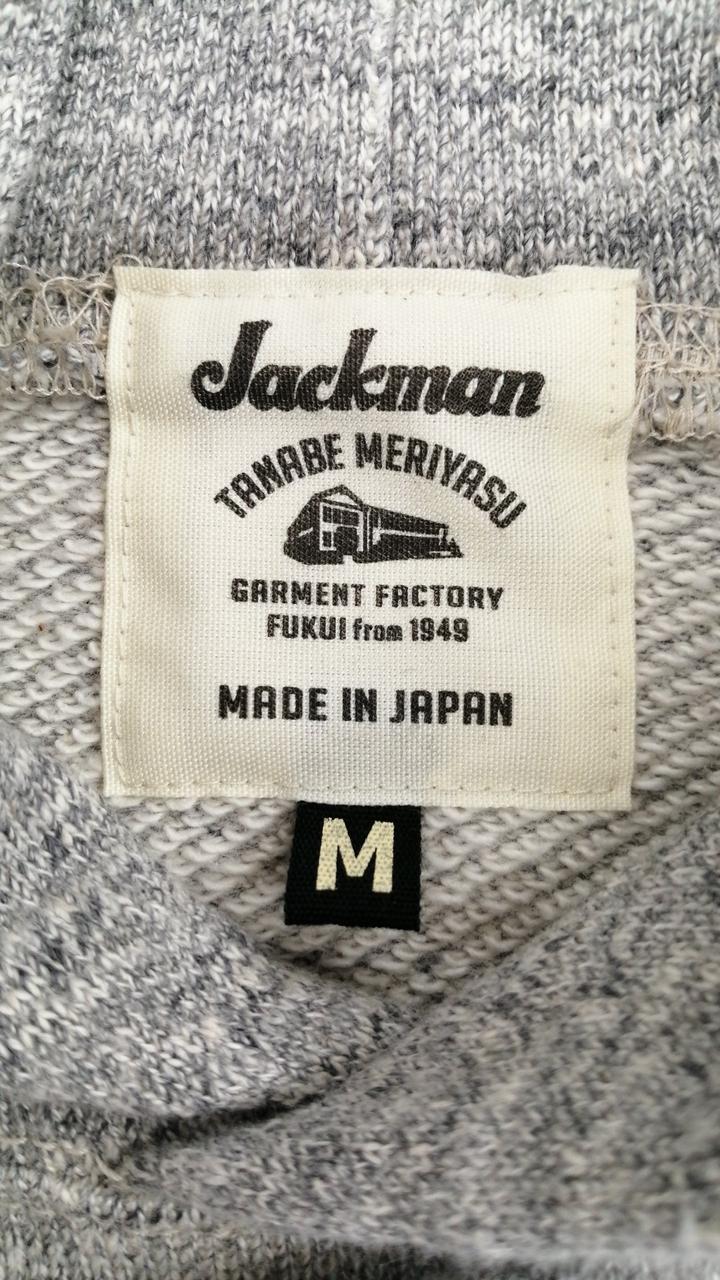 Jackman
TANABE MERIYASU
GARMENT FACTORY
FUKUI from 1949
MADE IN JAPAN
M